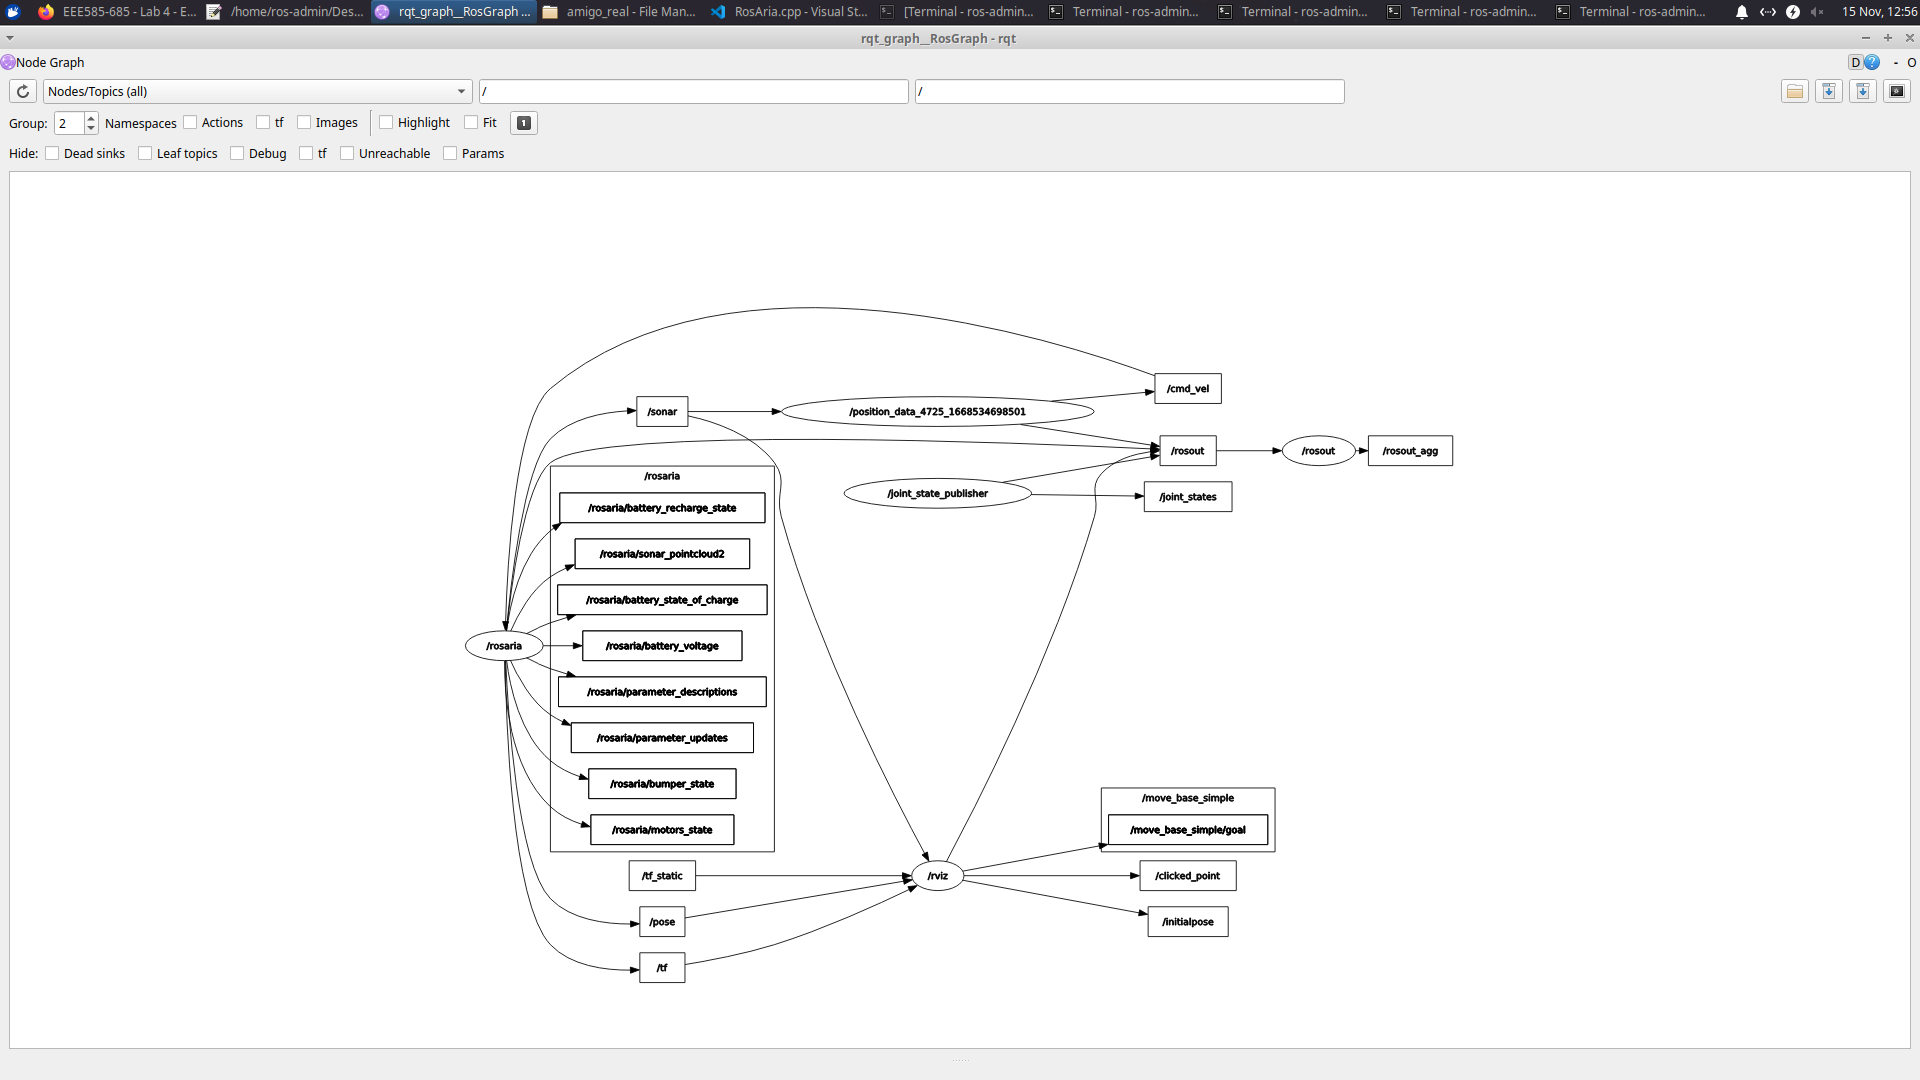 EEE585-685 - Lab 4 - E... /home/ros-admin/Des... rqt_graph__RosGraph ... amigo_real - File Man... RosAria.cpp - Visual St... [Terminal - ros-admin... Terminal - ros-admin... Terminal - ros-admin... Terminal - ros-admin... Terminal - ros-admin... 15 Nov, 12:56
rqt_graph__RosGraph - rqt
Node Graph D ? - O
Nodes/Topics (all) / /
Group: 2 Namespaces Actions tf Images Highlight Fit 1
Hide: Dead sinks Leaf topics Debug tf Unreachable Params
/cmd_vel
/sonar /position_data_4725_1668534698501
/rosout /rosout /rosout_agg
/rosaria
/joint_state_publisher /joint_states
/rosaria/battery_recharge_state
/rosaria/sonar_pointcloud2
/rosaria/battery_state_of_charge
/rosaria /rosaria/battery_voltage
/rosaria/parameter_descriptions
/rosaria/parameter_updates
/rosaria/bumper_state
/move_base_simple
/rosaria/motors_state /move_base_simple/goal
/tf_static /rviz /clicked_point
/pose /initialpose
/tf